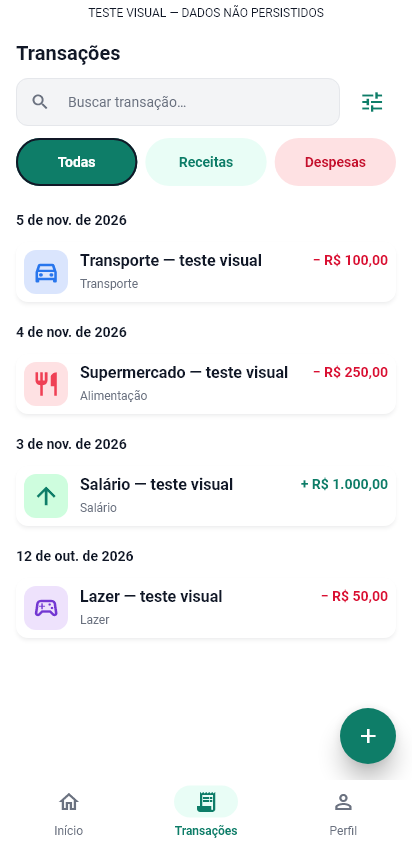 TESTE VISUAL — DADOS NÃO PERSISTIDOS
Transações
Buscar transação...
Todas
Receitas
Despesas
5 de nov. de 2026
Transporte — teste visual
− R$ 100,00
Transporte
4 de nov. de 2026
Supermercado — teste visual
− R$ 250,00
Alimentação
3 de nov. de 2026
Salário — teste visual
+ R$ 1.000,00
Salário
12 de out. de 2026
Lazer — teste visual
− R$ 50,00
Lazer
Início
Transações
Perfil